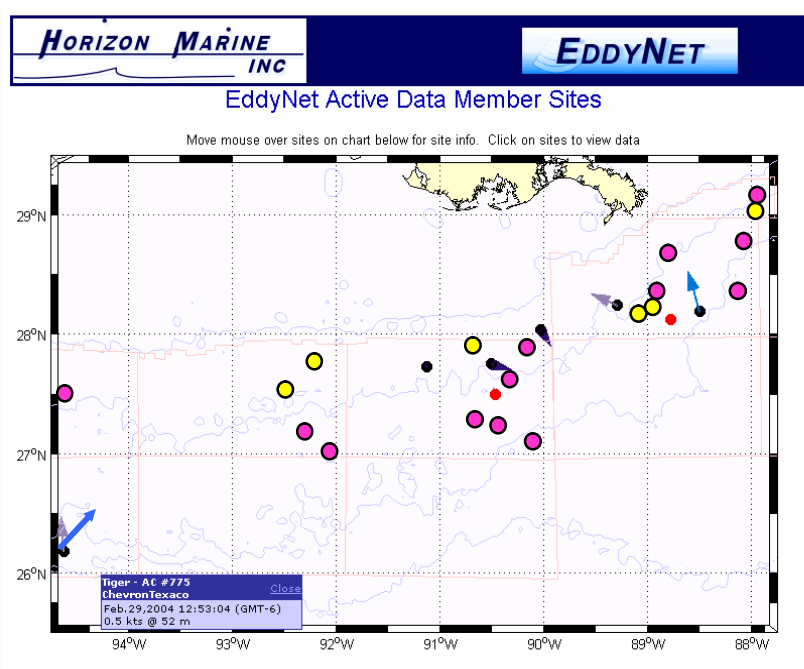 HORIZON MARINE
INC
EDDYNET
EddyNet Active Data Member Sites
Move mouse over sites on chart below for site info. Click on sites to view data
29°N
28°N
27°N
26°N
Tiger - AC #775
ChevronTexaco
Close
Feb.29,2004 12:53:04 (GMT-6)
0.5 kts @ 52 m
94°W 93°W 92°W 91°W 90°W 89°W 88°W